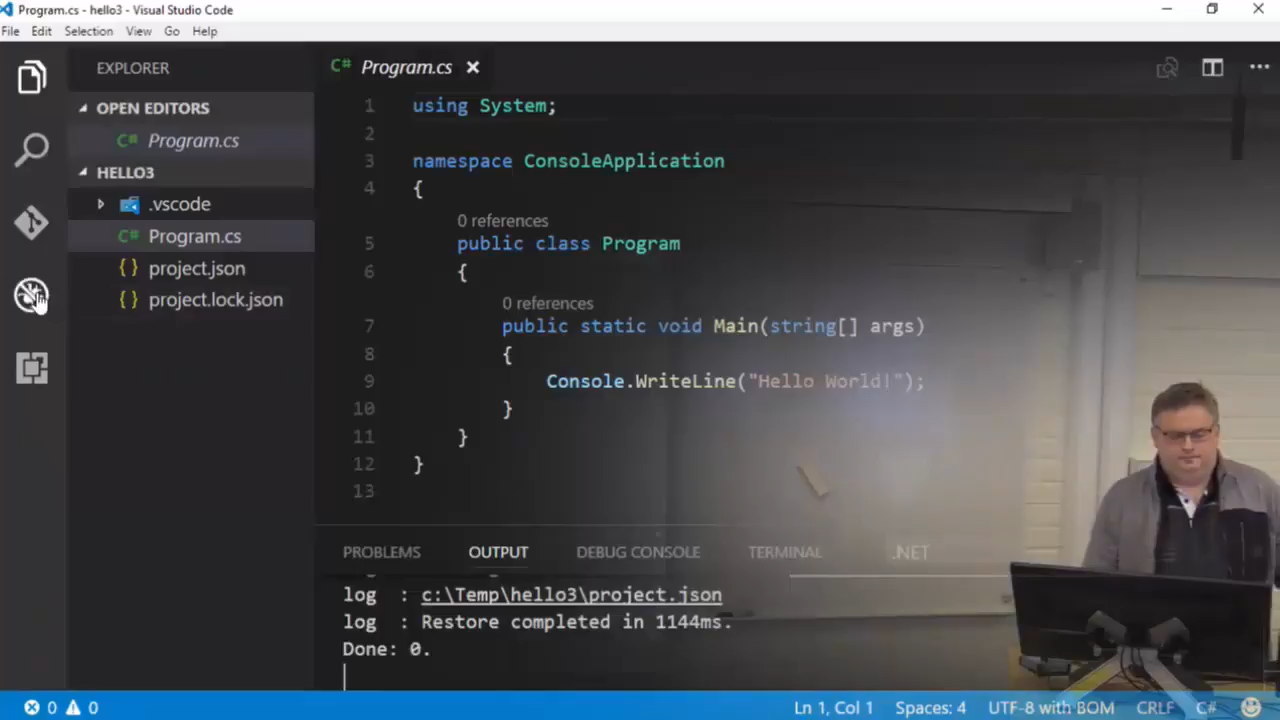 Program.cs - hello3 - Visual Studio Code
File Edit Selection View Go Help
EXPLORER
OPEN EDITORS
C# Program.cs
HELLO3
.vscode
C# Program.cs
{ } project.json
{ } project.lock.json
C# Program.cs
1 using System;
2
3 namespace ConsoleApplication
4 {
0 references
5 public class Program
6 {
0 references
7 public static void Main(string[] args)
8 {
9 Console.WriteLine("Hello World!");
10 }
11 }
12 }
13
PROBLEMS OUTPUT DEBUG CONSOLE TERMINAL .NET
log : c:\Temp\hello3\project.json
log : Restore completed in 1144ms.
Done: 0.
0 0 Ln 1, Col 1 Spaces: 4 UTF-8 with BOM CRLF C#